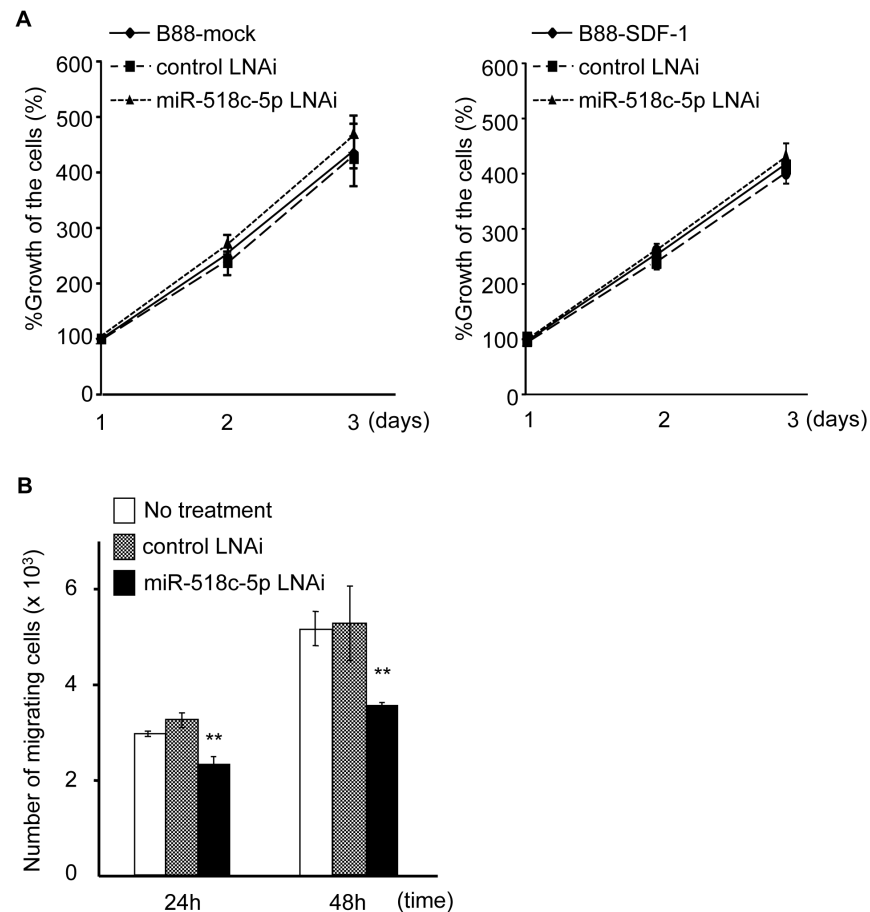 A
B88-mock
control LNAi
miR-518c-5p LNAi
%Growth of the cells (%)
600
500
400
300
200
100
0
1 2 3 (days)
B88-SDF-1
control LNAi
miR-518c-5p LNAi
%Growth of the cells (%)
600
500
400
300
200
100
0
1 2 3 (days)
B
No treatment
control LNAi
miR-518c-5p LNAi
Number of migrating cells (x 10³)
6
4
2
0
**
**
24h 48h (time)